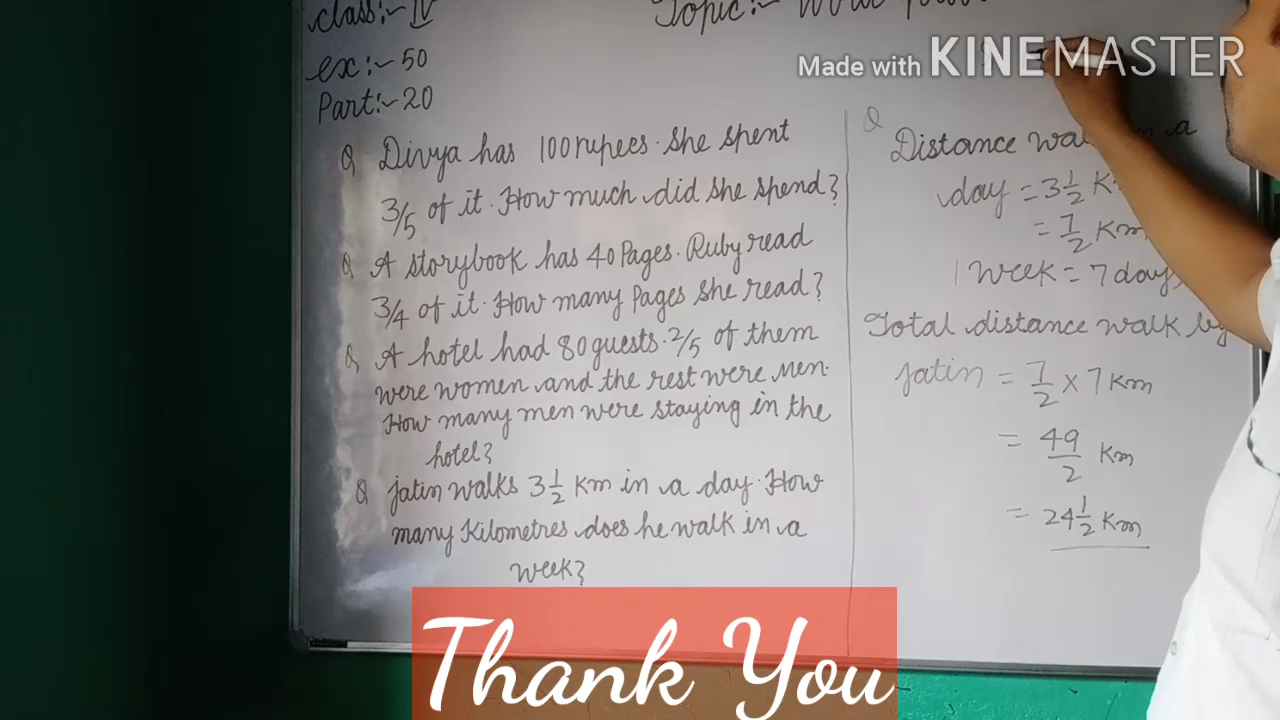 Class:- IV
Topic:- Word
ex:- 50
Made with KINEMASTER
Part:- 20
Q Divya has 100 rupees. She spent
3/5 of it. How much did she spend?
Q A storybook has 40 Pages. Ruby read
3/4 of it. How many Pages she read?
Q A hotel had 80 guests. 2/5 of them
were women and the rest were Men.
How many men were staying in the
hotel?
Q Jatin walks 3 1/2 Km in a day. How
many Kilometres does he walk in a
week?
Q
Distance a
day = 3 1/2 K
= 7/2 Km
1 Week = 7 days
Total distance walk by
Jatin = 7/2 × 7 Km
= 49/2 Km
= 24 1/2 Km
Thank You